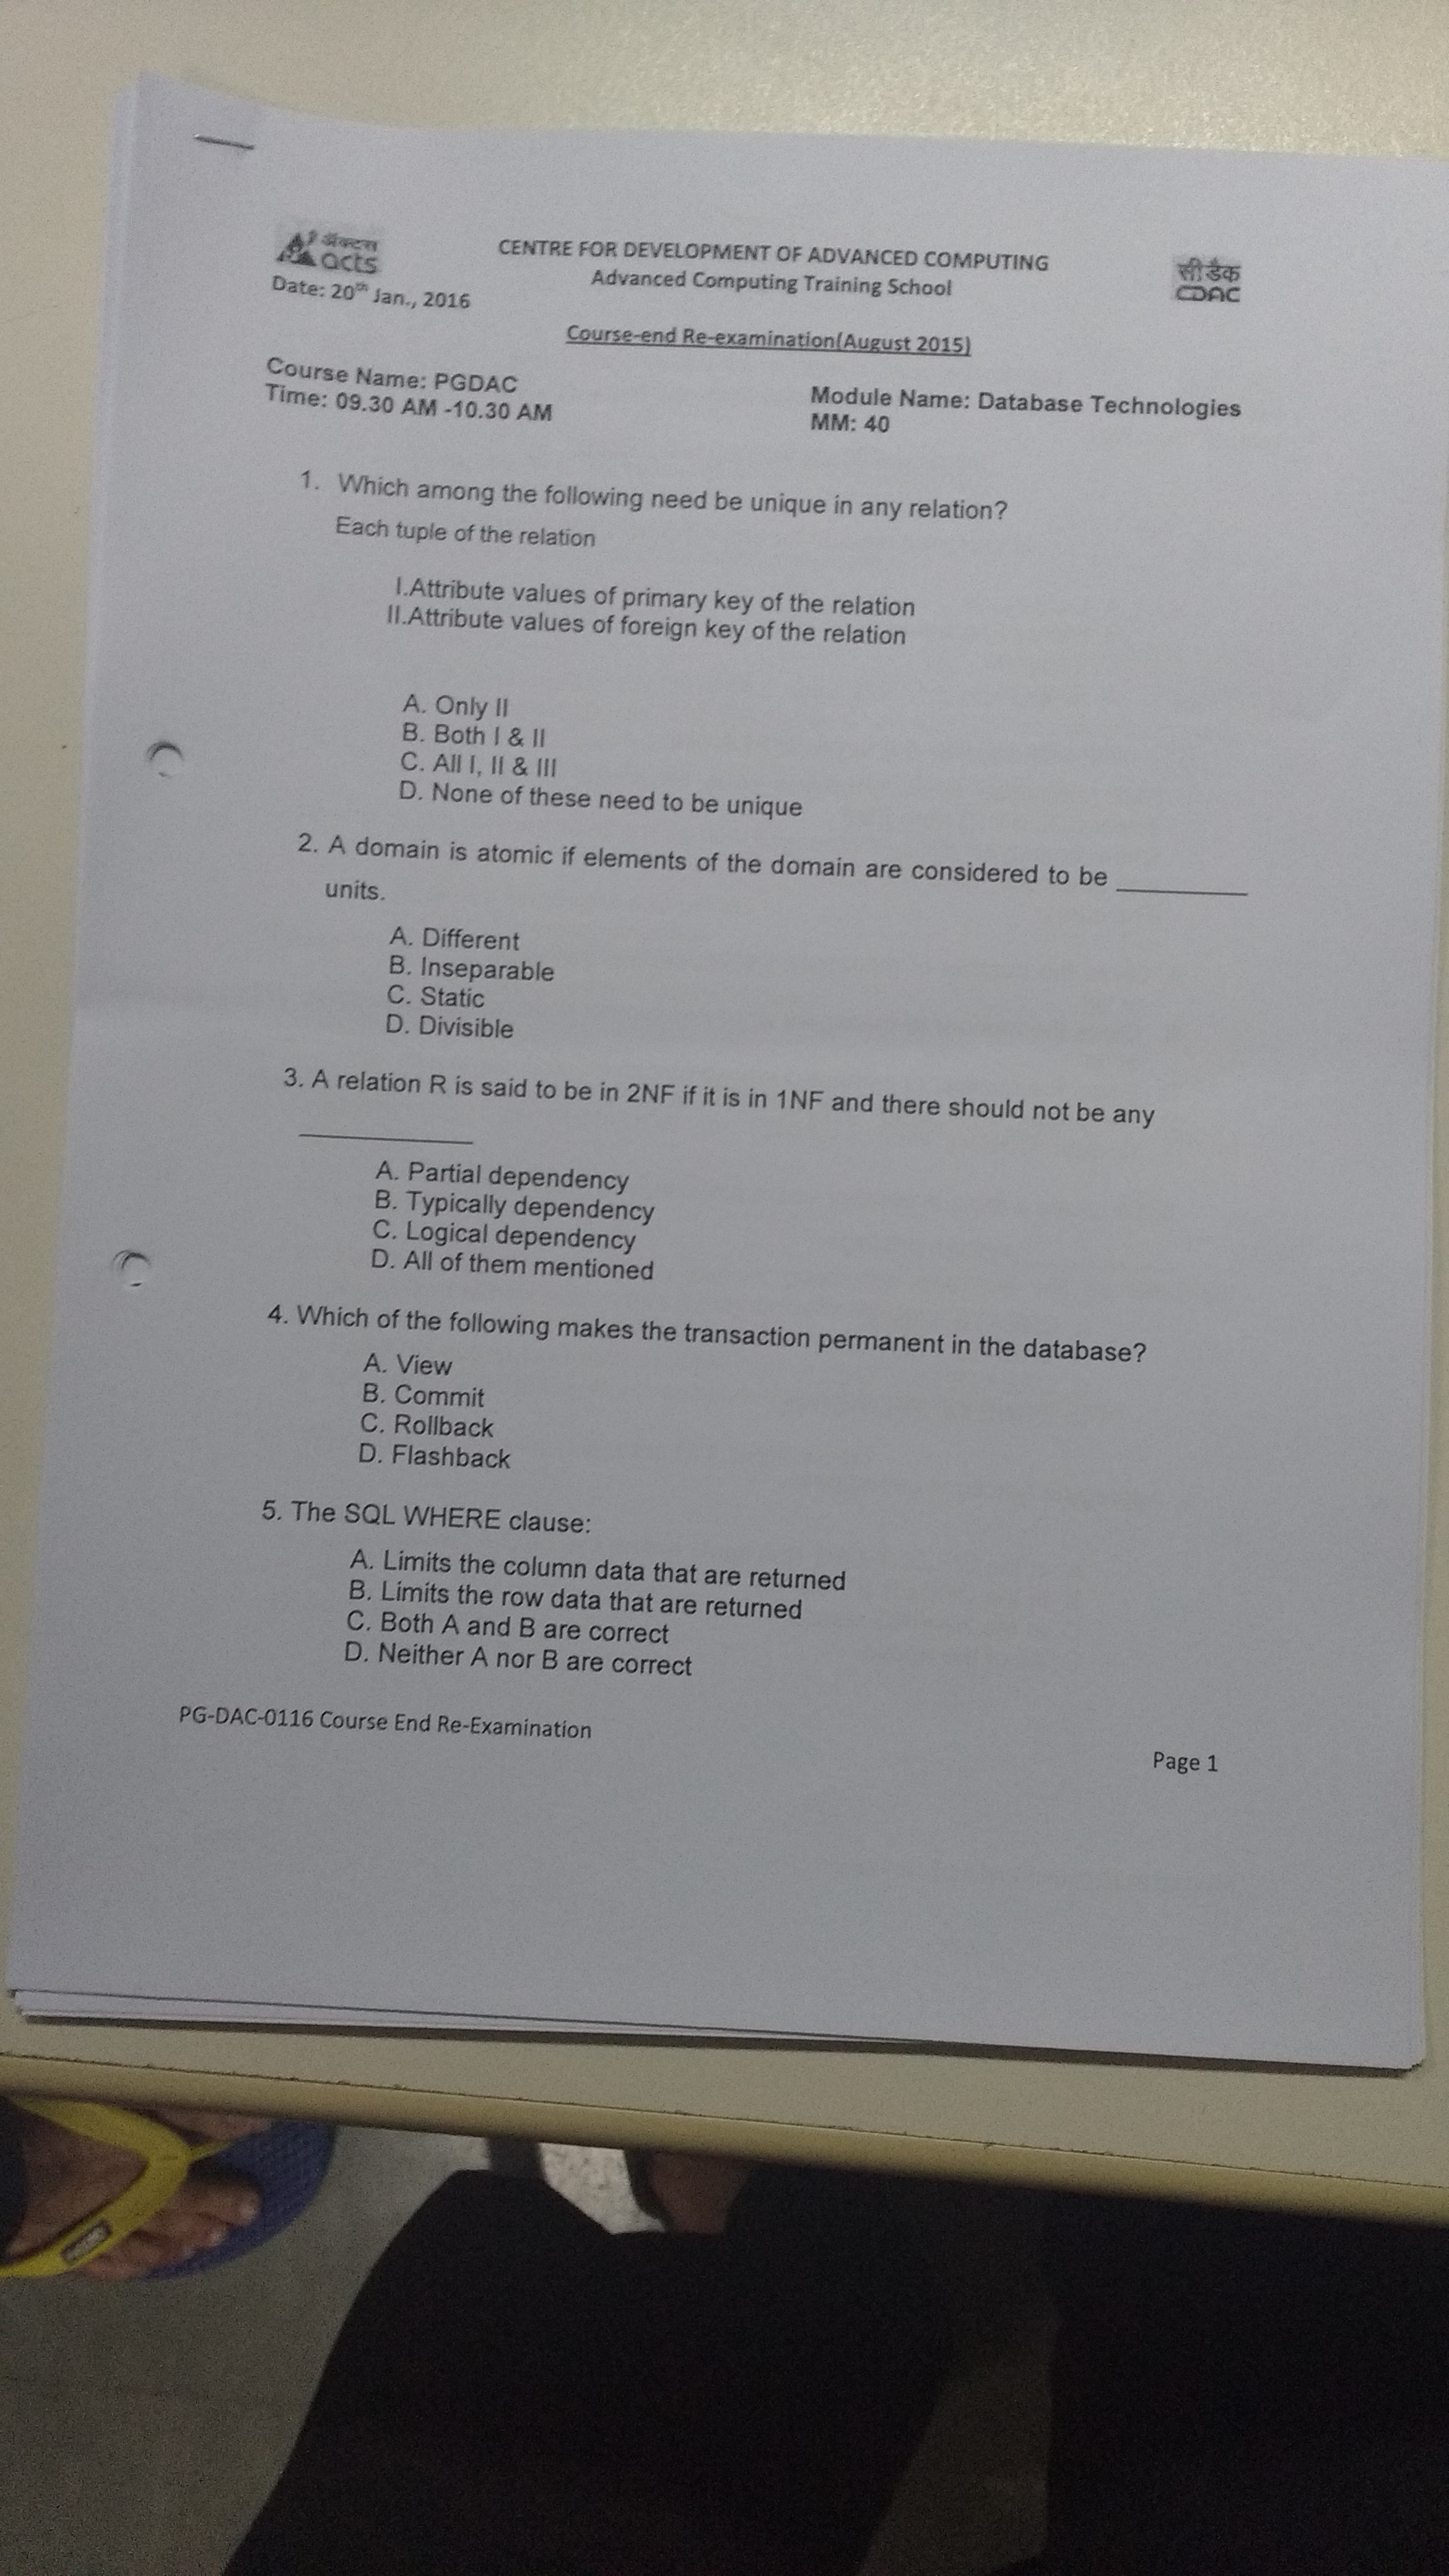 अॅक्टस
acts
CENTRE FOR DEVELOPMENT OF ADVANCED COMPUTING
Advanced Computing Training School
सी डैक
CDAC
Date: 20th Jan., 2016
Course-end Re-examination(August 2015)
Course Name: PGDAC
Module Name: Database Technologies
Time: 09.30 AM -10.30 AM
MM: 40
1. Which among the following need be unique in any relation?
Each tuple of the relation
I.Attribute values of primary key of the relation
II.Attribute values of foreign key of the relation
A. Only II
B. Both I & II
C. All I, II & III
D. None of these need to be unique
2. A domain is atomic if elements of the domain are considered to be __________
units.
A. Different
B. Inseparable
C. Static
D. Divisible
3. A relation R is said to be in 2NF if it is in 1NF and there should not be any
_____________
A. Partial dependency
B. Typically dependency
C. Logical dependency
D. All of them mentioned
4. Which of the following makes the transaction permanent in the database?
A. View
B. Commit
C. Rollback
D. Flashback
5. The SQL WHERE clause:
A. Limits the column data that are returned
B. Limits the row data that are returned
C. Both A and B are correct
D. Neither A nor B are correct
PG-DAC-0116 Course End Re-Examination
Page 1